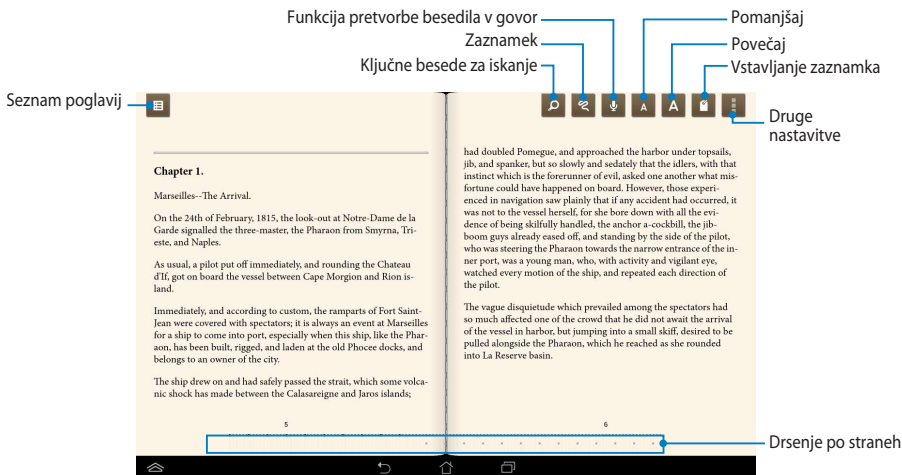 Funkcija pretvorbe besedila v govor
Zaznamek
Ključne besede za iskanje
Pomanjšaj
Povečaj
Vstavljanje zaznamka
Seznam poglavij
Druge
nastavitve
A
A
Chapter 1.
Marseilles--The Arrival.
On the 24th of February, 1815, the look-out at Notre-Dame de la
Garde signalled the three-master, the Pharaon from Smyrna, Tri-
este, and Naples.
As usual, a pilot put off immediately, and rounding the Chateau
d'If, got on board the vessel between Cape Morgion and Rion is-
land.
Immediately, and according to custom, the ramparts of Fort Saint-
Jean were covered with spectators; it is always an event at Marseilles
for a ship to come into port, especially when this ship, like the Phar-
aon, has been built, rigged, and laden at the old Phocee docks, and
belongs to an owner of the city.
The ship drew on and had safely passed the strait, which some volca-
nic shock has made between the Calasareigne and Jaros islands;
5
had doubled Pomegue, and approached the harbor under topsails,
jib, and spanker, but so slowly and sedately that the idlers, with that
instinct which is the forerunner of evil, asked one another what mis-
fortune could have happened on board. However, those experi-
enced in navigation saw plainly that if any accident had occurred, it
was not to the vessel herself, for she bore down with all the evi-
dence of being skilfully handled, the anchor a-cockbill, the jib-
boom guys already eased off, and standing by the side of the pilot,
who was steering the Pharaon towards the narrow entrance of the in-
ner port, was a young man, who, with activity and vigilant eye,
watched every motion of the ship, and repeated each direction of
the pilot.
The vague disquietude which prevailed among the spectators had
so much affected one of the crowd that he did not await the arrival
of the vessel in harbor, but jumping into a small skiff, desired to be
pulled alongside the Pharaon, which he reached as she rounded
into La Reserve basin.
6
Drsenje po straneh